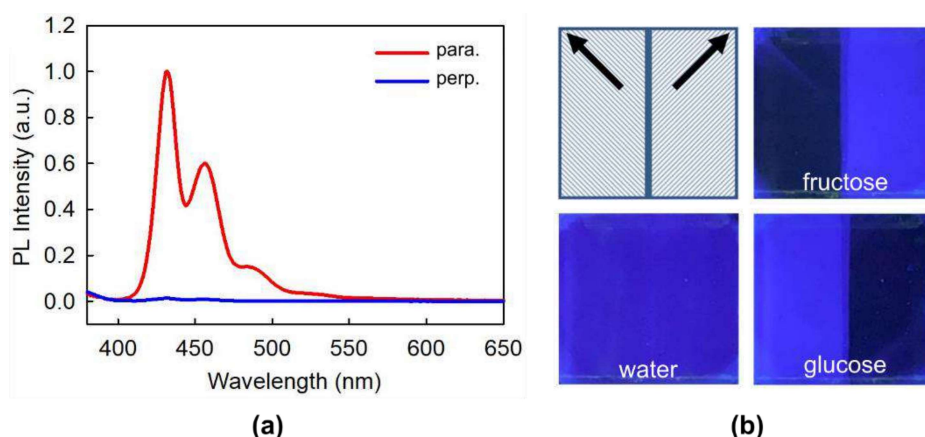 1.2
1.0
0.8
0.6
0.4
0.2
0.0
PL Intensity (a.u.)
para.
perp.
400 450 500 550 600 650
Wavelength (nm)
(a)
fructose
water
glucose
(b)